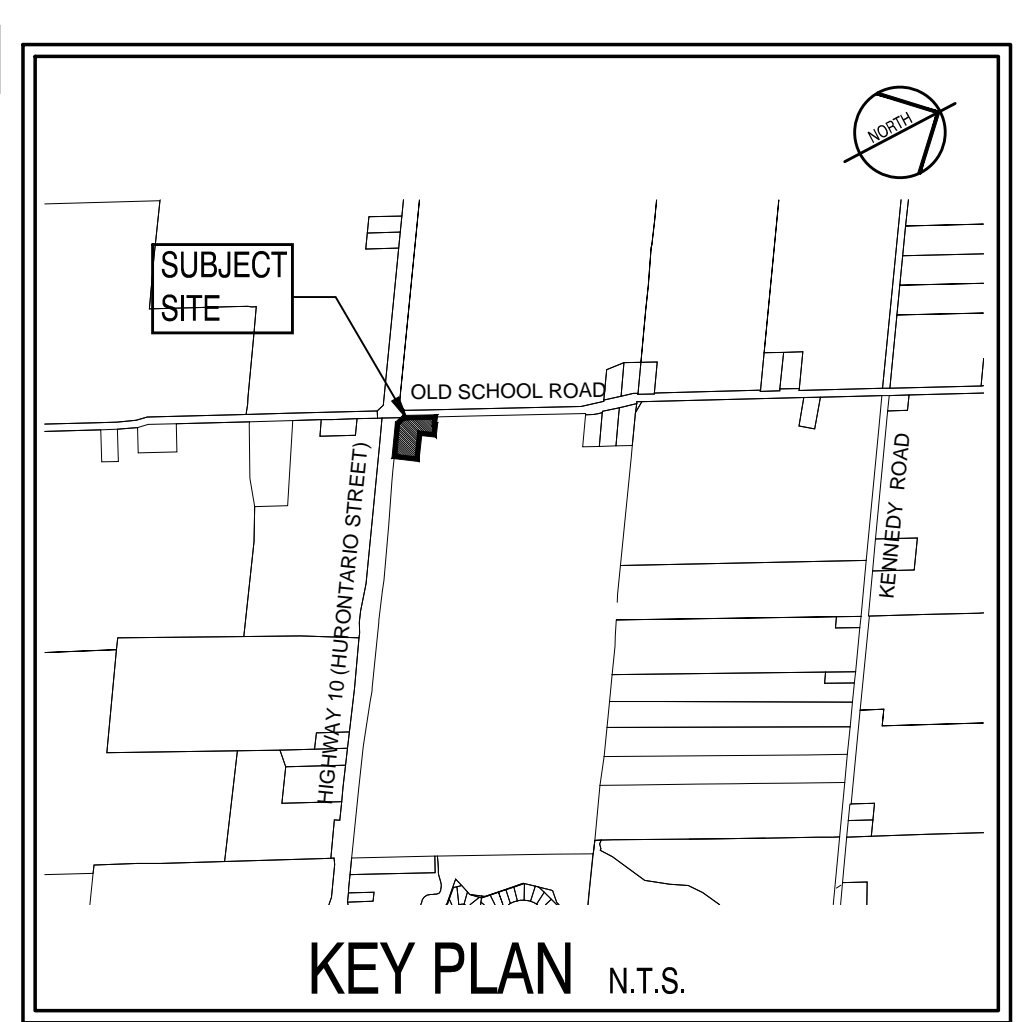 NORTH
SUBJECT
SITE
OLD SCHOOL ROAD
HIGHWAY 10 (HURONTARIO STREET)
KENNEDY ROAD
KEY PLAN N.T.S.